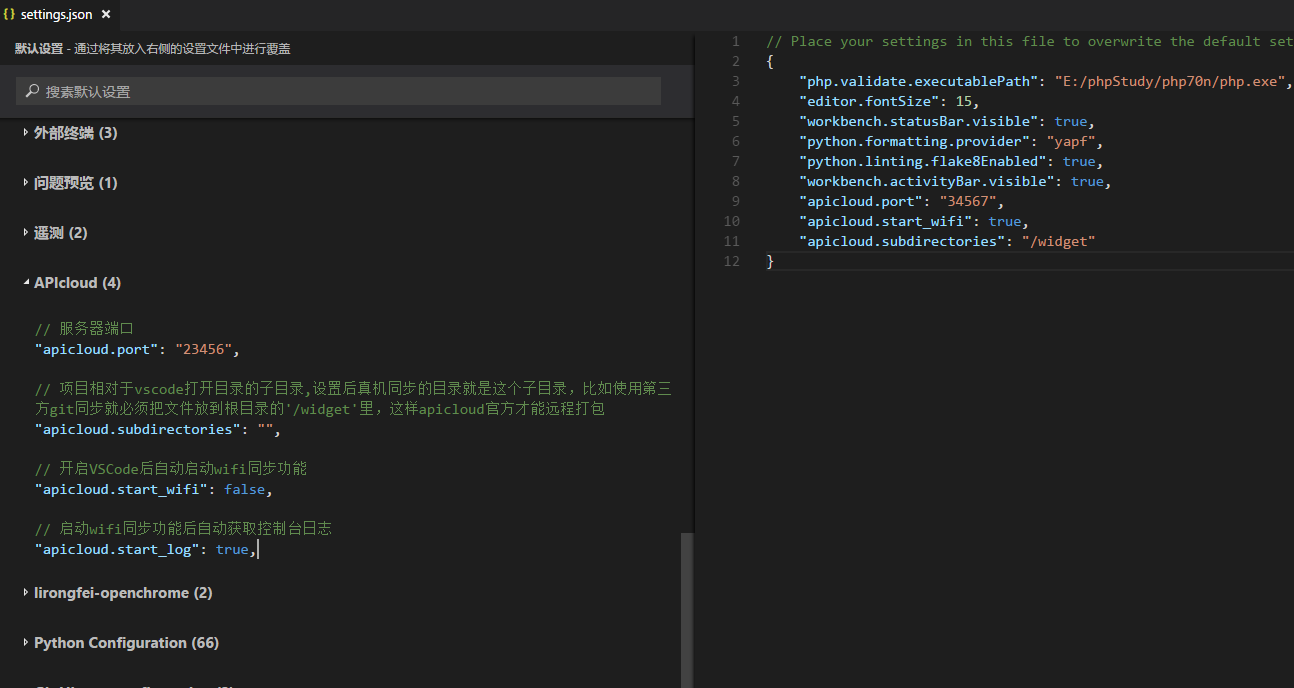 {} settings.json ×
默认设置 - 通过将其放入右侧的设置文件中进行覆盖
搜素默认设置
外部终端 (3)
问题预览 (1)
遥测 (2)
APIcloud (4)
// 服务器端口
"apicloud.port": "23456",
// 项目相对于vscode打开目录的子目录,设置后真机同步的目录就是这个子目录，比如使用第三
方git同步就必须把文件放到根目录的'/widget'里，这样apicloud官方才能远程打包
"apicloud.subdirectories": "",
// 开启VSCode后自动启动wifi同步功能
"apicloud.start_wifi": false,
// 启动wifi同步功能后自动获取控制台日志
"apicloud.start_log": true,
lirongfei-openchrome (2)
Python Configuration (66)
1 // Place your settings in this file to overwrite the default set
2 {
3 "php.validate.executablePath": "E:/phpStudy/php70n/php.exe",
4 "editor.fontSize": 15,
5 "workbench.statusBar.visible": true,
6 "python.formatting.provider": "yapf",
7 "python.linting.flake8Enabled": true,
8 "workbench.activityBar.visible": true,
9 "apicloud.port": "34567",
10 "apicloud.start_wifi": true,
11 "apicloud.subdirectories": "/widget"
12 }